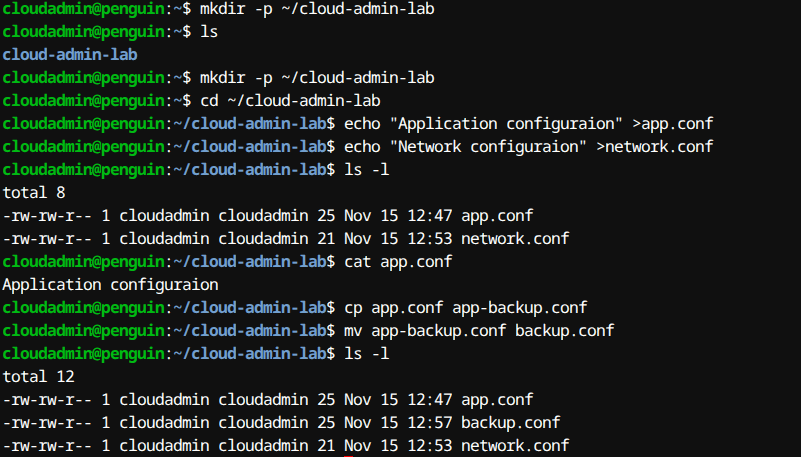 cloudadmin@penguin:~$ mkdir -p ~/cloud-admin-lab
cloudadmin@penguin:~$ ls
cloud-admin-lab
cloudadmin@penguin:~$ mkdir -p ~/cloud-admin-lab
cloudadmin@penguin:~$ cd ~/cloud-admin-lab
cloudadmin@penguin:~/cloud-admin-lab$ echo "Application configuraion" >app.conf
cloudadmin@penguin:~/cloud-admin-lab$ echo "Network configuraion" >network.conf
cloudadmin@penguin:~/cloud-admin-lab$ ls -l
total 8
-rw-rw-r-- 1 cloudadmin cloudadmin 25 Nov 15 12:47 app.conf
-rw-rw-r-- 1 cloudadmin cloudadmin 21 Nov 15 12:53 network.conf
cloudadmin@penguin:~/cloud-admin-lab$ cat app.conf
Application configuraion
cloudadmin@penguin:~/cloud-admin-lab$ cp app.conf app-backup.conf
cloudadmin@penguin:~/cloud-admin-lab$ mv app-backup.conf backup.conf
cloudadmin@penguin:~/cloud-admin-lab$ ls -l
total 12
-rw-rw-r-- 1 cloudadmin cloudadmin 25 Nov 15 12:47 app.conf
-rw-rw-r-- 1 cloudadmin cloudadmin 25 Nov 15 12:57 backup.conf
-rw-rw-r-- 1 cloudadmin cloudadmin 21 Nov 15 12:53 network.conf